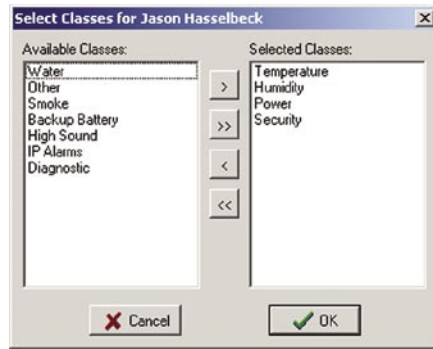 Select Classes for Jason Hasselbeck
Available Classes:
Water
Other
Smoke
Backup Battery
High Sound
IP Alarms
Diagnostic
>
>>
<
<<
Selected Classes:
Temperature
Humidity
Power
Security
Cancel
OK